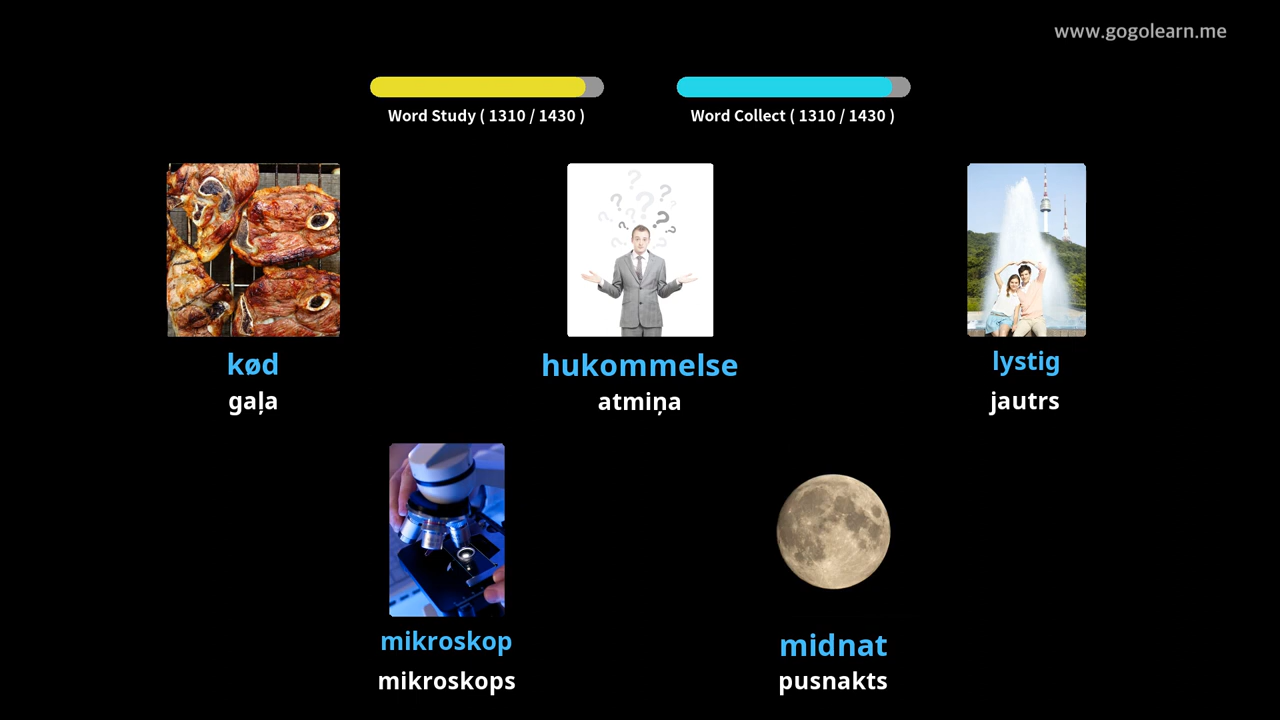 www.gogolearn.me
Word Study ( 1310 / 1430 )
Word Collect ( 1310 / 1430 )
kød
gaļa
hukommelse
atmiņa
lystig
jautrs
mikroskop
mikroskops
midnat
pusnakts